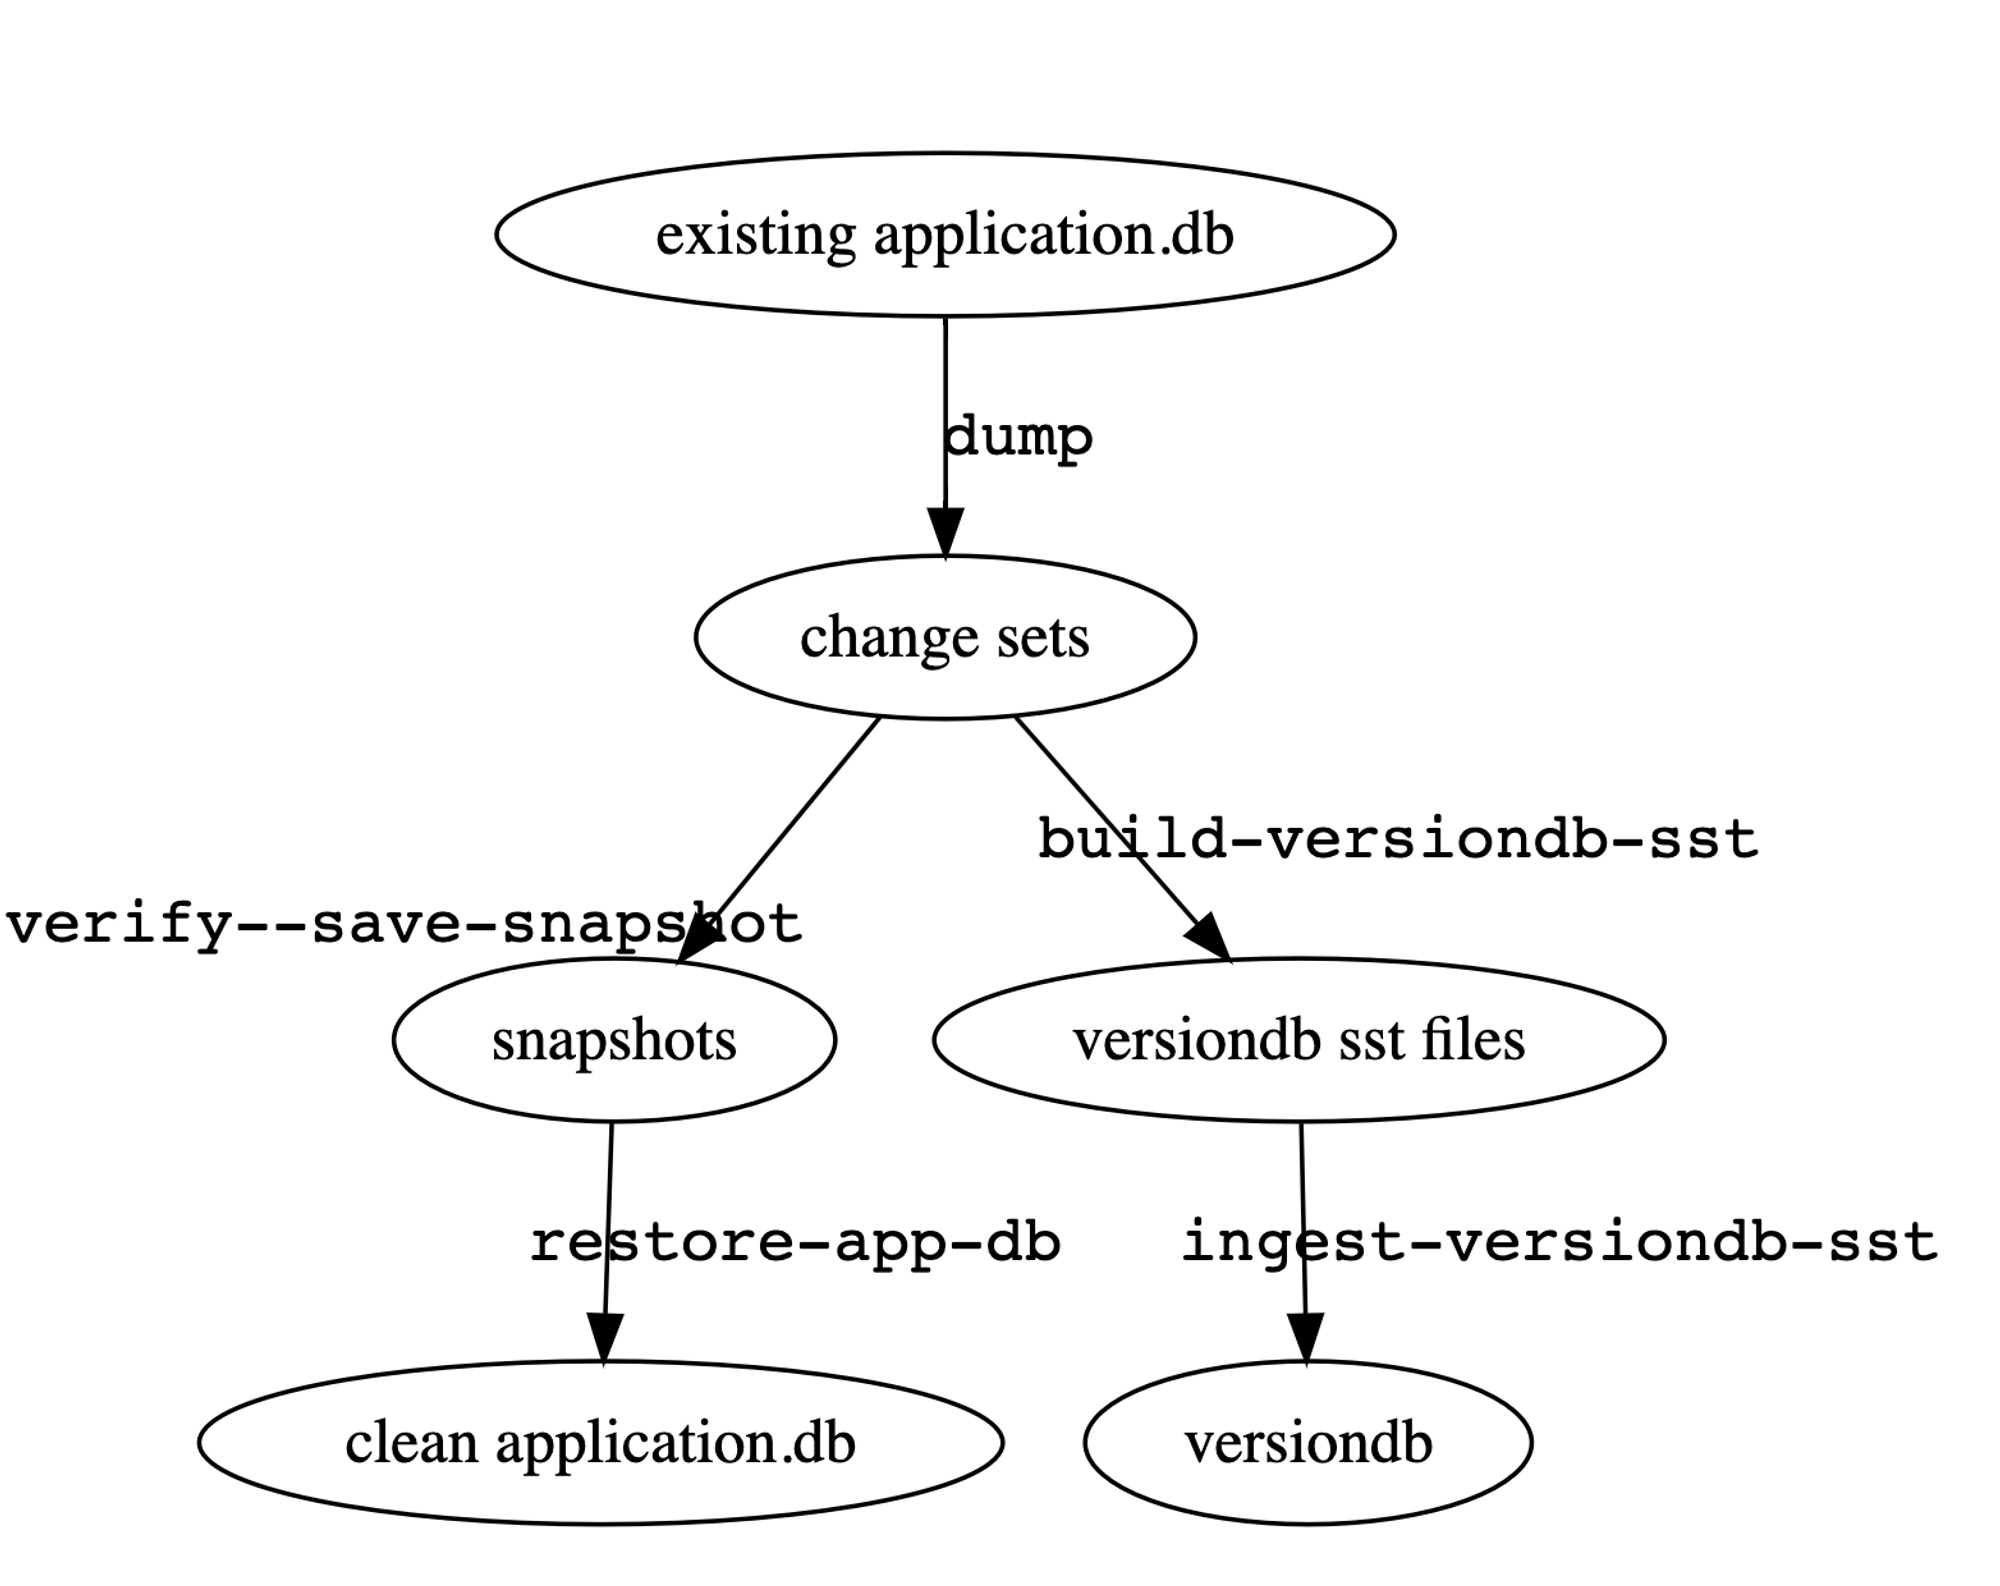 existing application.db
dump
change sets
build-versiondb-sst
verify--save-snapshot
snapshots
versiondb sst files
restore-app-db
ingest-versiondb-sst
clean application.db
versiondb